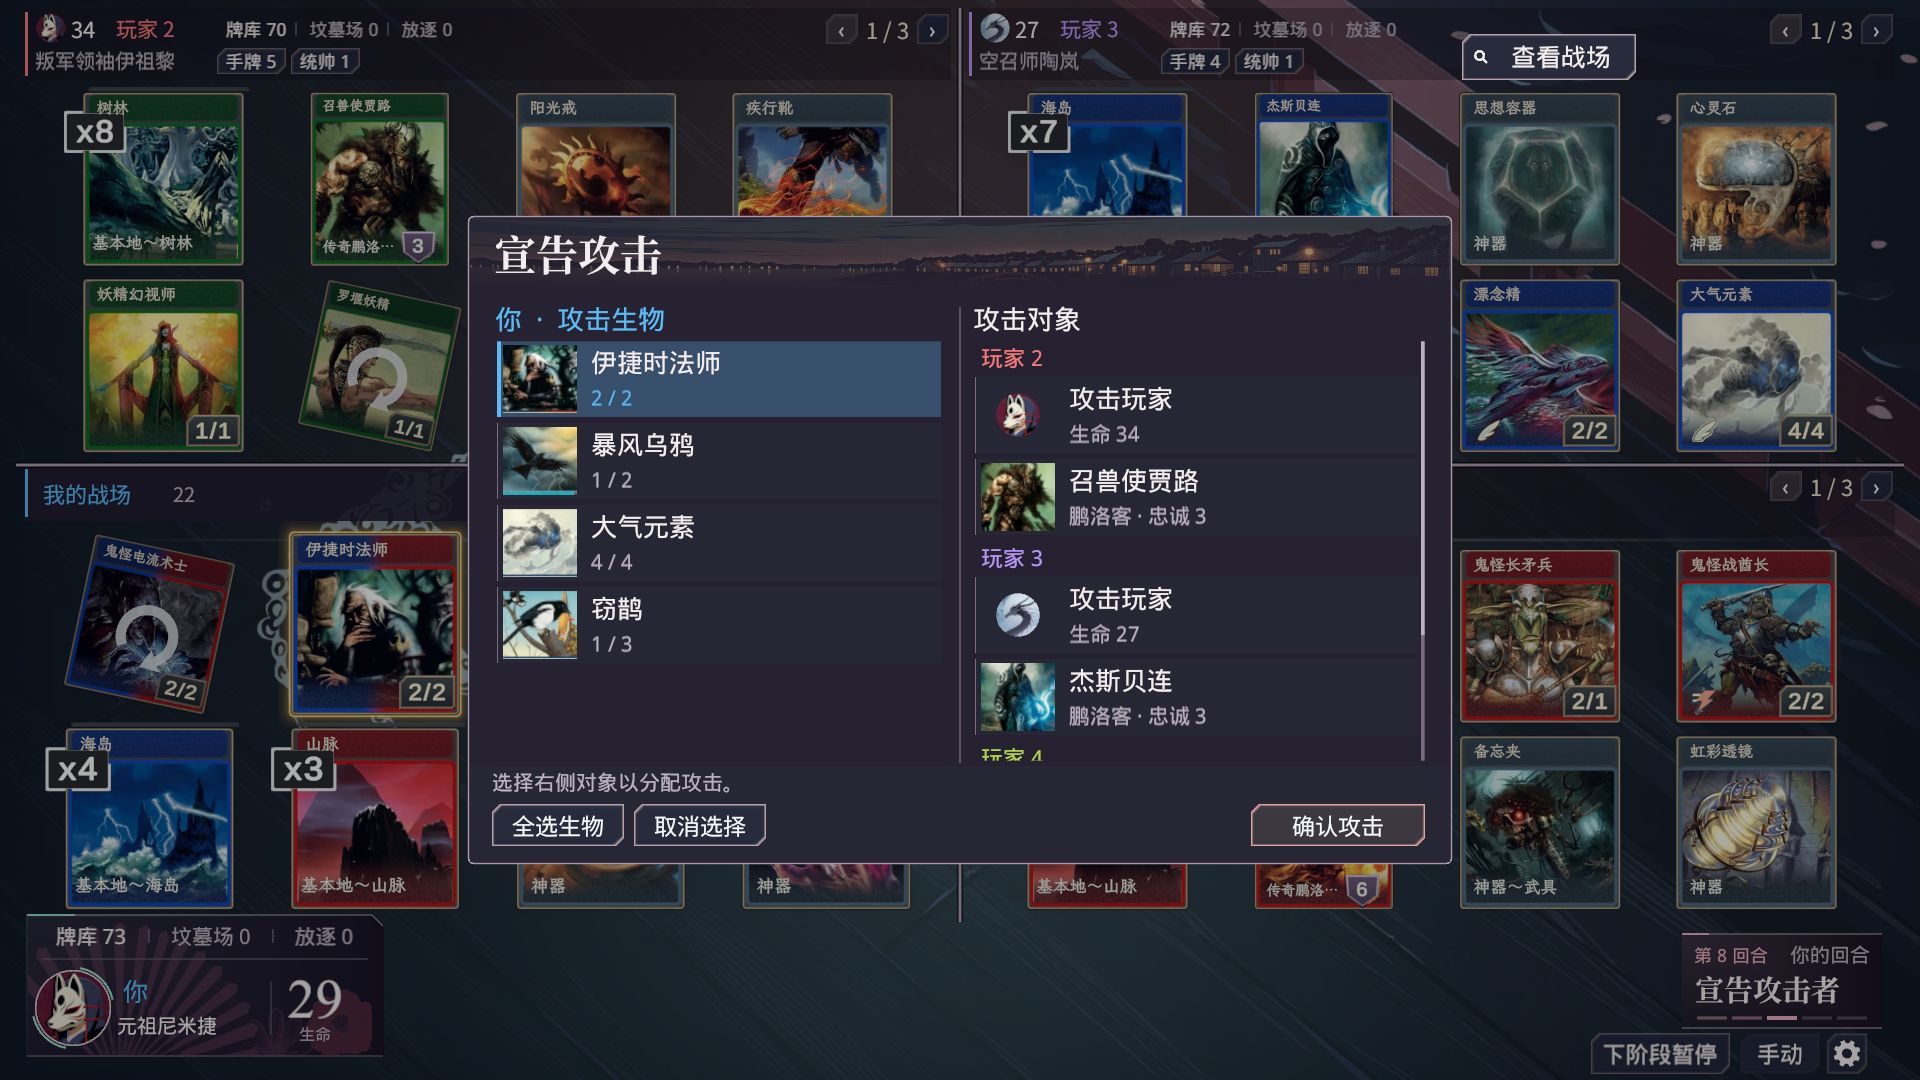 34 玩家 2 牌库 70 坟墓场 0 放逐 0 1 / 3
叛军领袖伊祖黎 手牌 5 统帅 1
27 玩家 3 牌库 72 坟墓场 0 放逐 0 1 / 3
空召师陶岚 手牌 4 统帅 1
查看战场
树林 x8 基本地～树林
召兽使贾路 传奇鹏洛… 3
阳光戒
疾行靴
海岛 x7
杰斯贝连
思想容器 神器
心灵石 神器
妖精幻视师 1/1
罗堰妖精 1/1
漂念精 2/2
大气元素 4/4
宣告攻击
你 · 攻击生物
伊捷时法师
2 / 2
暴风乌鸦
1 / 2
大气元素
4 / 4
窃鹊
1 / 3
攻击对象
玩家 2
攻击玩家
生命 34
召兽使贾路
鹏洛客 · 忠诚 3
玩家 3
攻击玩家
生命 27
杰斯贝连
鹏洛客 · 忠诚 3
玩家 4
选择右侧对象以分配攻击。
全选生物 取消选择 确认攻击
我的战场 22
1 / 3
鬼怪电流术士 2/2
伊捷时法师 2/2
鬼怪长矛兵 2/1
鬼怪战酋长 2/2
海岛 x4 基本地～海岛
山脉 x3 基本地～山脉
神器
神器
基本地～山脉
传奇鹏洛… 6
备忘夹 神器～武具
虹彩透镜 神器
牌库 73 坟墓场 0 放逐 0
你
元祖尼米捷
29
生命
第 8 回合 你的回合
宣告攻击者
下阶段暂停 手动